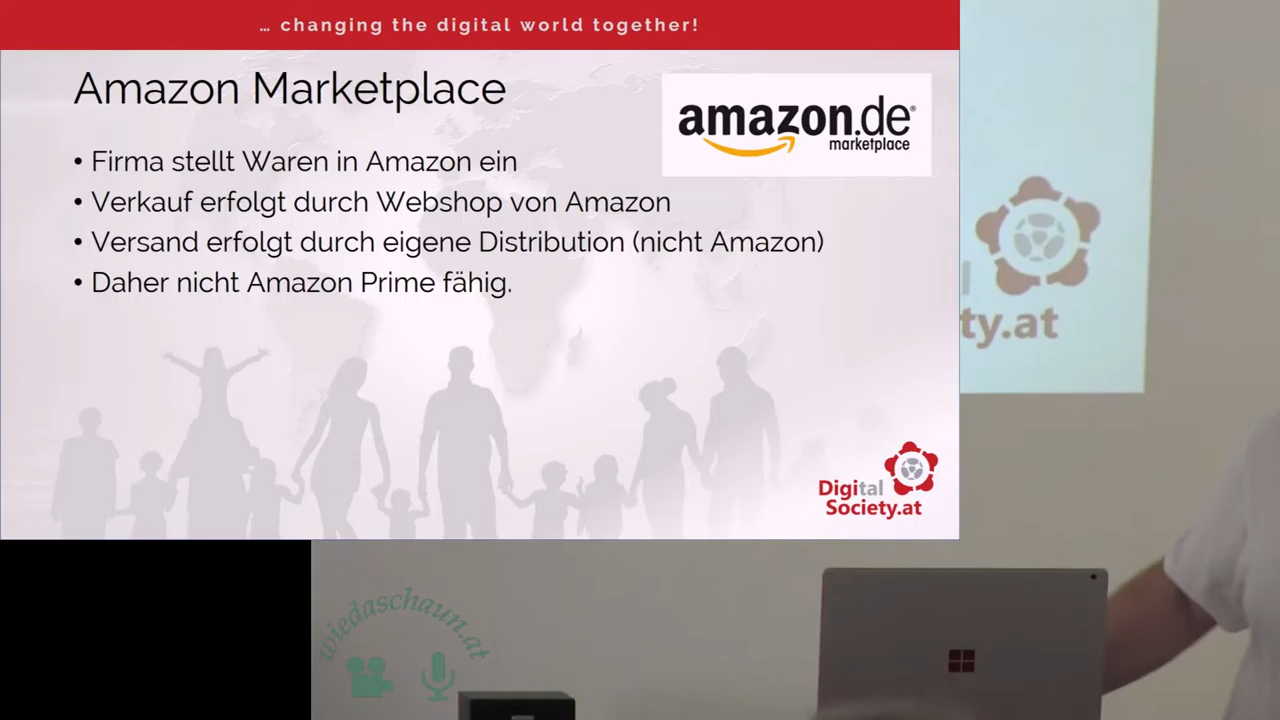 … changing the digital world together!
Amazon Marketplace
amazon.de®
marketplace
• Firma stellt Waren in Amazon ein
• Verkauf erfolgt durch Webshop von Amazon
• Versand erfolgt durch eigene Distribution (nicht Amazon)
• Daher nicht Amazon Prime fähig.
Digital
Society.at
l
ty.at
wiedaschaun.at